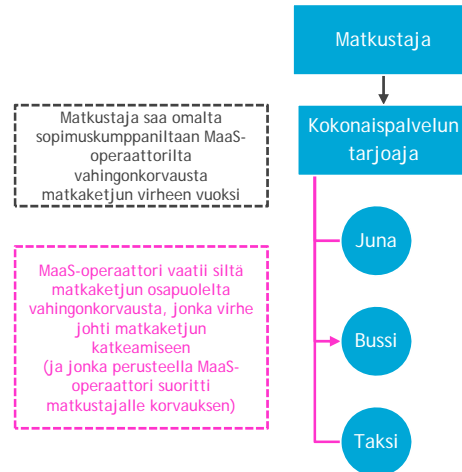 Matkustaja
Matkustaja saa omalta
sopimuskumppaniltaan MaaS-
operaattorilta
vahingonkorvausta
matkaketjun virheen vuoksi
Kokonaispalvelun
tarjoaja
Juna
MaaS-operaattori vaatii siltä
matkaketjun osapuolelta
vahingonkorvausta, jonka virhe
johti matkaketjun
katkeamiseen
(ja jonka perusteella MaaS-
operaattori suoritti
matkustajalle korvauksen)
Bussi
Taksi